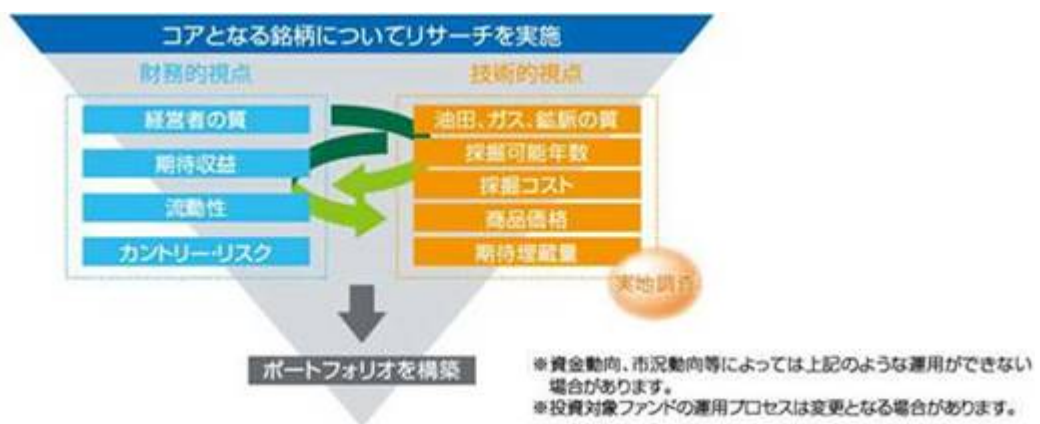 コアとなる銘柄についてリサーチを実施
財務的視点
技術的視点
経営者の質
期待収益
流動性
カントリー・リスク
油田、ガス、鉱脈の質
採掘可能年数
採掘コスト
商品価格
期待埋蔵量
実地調査
ポートフォリオを構築
※資金動向、市況動向等によっては上記のような運用ができない
場合があります。
※投資対象ファンドの運用プロセスは変更となる場合があります。